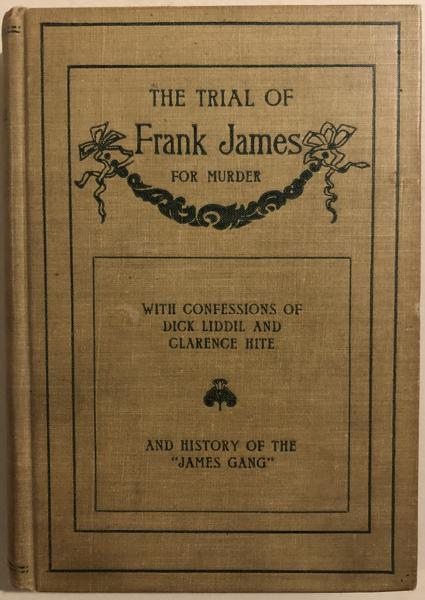 THE TRIAL OF
Frank James
FOR MURDER
WITH CONFESSIONS OF
DICK LIDDIL AND
CLARENCE HITE
AND HISTORY OF THE
"JAMES GANG"